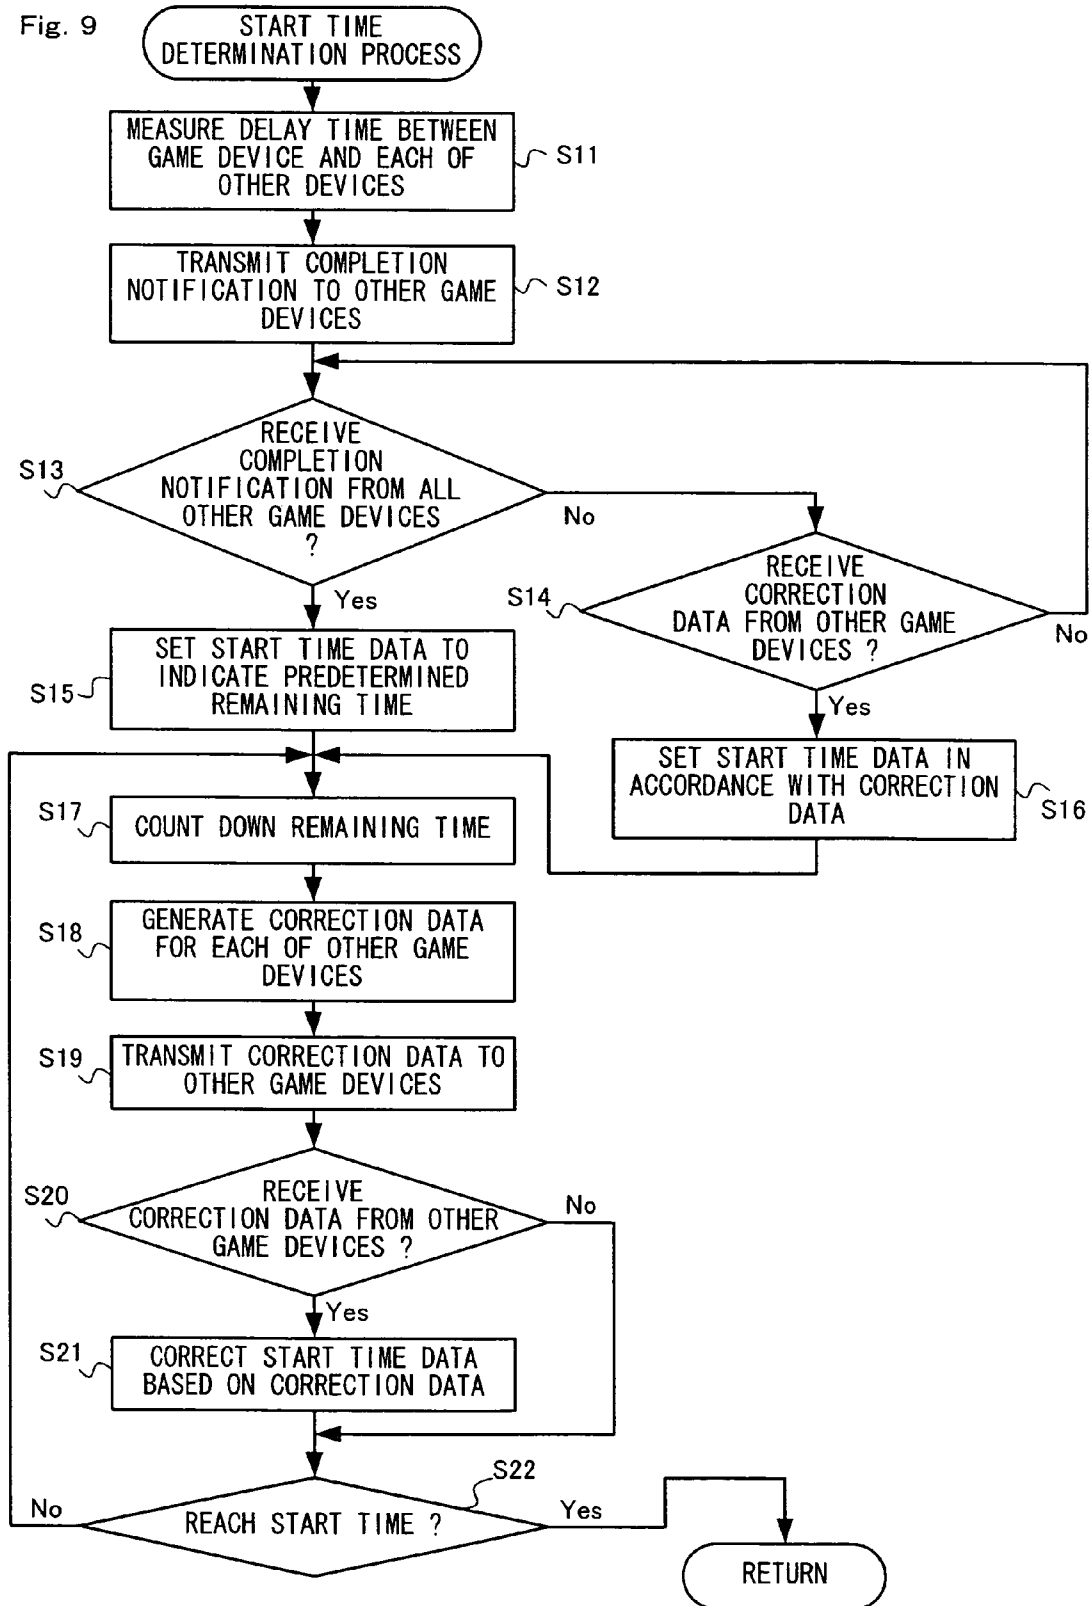 Fig. 9
START TIME
DETERMINATION PROCESS
MEASURE DELAY TIME BETWEEN
GAME DEVICE AND EACH OF
OTHER DEVICES
S11
TRANSMIT COMPLETION
NOTIFICATION TO OTHER GAME
DEVICES
S12
S13
RECEIVE
COMPLETION
NOTIFICATION FROM ALL
OTHER GAME DEVICES
?
No
Yes
S14
RECEIVE
CORRECTION
DATA FROM OTHER GAME
DEVICES ?
No
Yes
S15
SET START TIME DATA TO
INDICATE PREDETERMINED
REMAINING TIME
SET START TIME DATA IN
ACCORDANCE WITH CORRECTION
DATA
S16
S17
COUNT DOWN REMAINING TIME
S18
GENERATE CORRECTION DATA
FOR EACH OF OTHER GAME
DEVICES
S19
TRANSMIT CORRECTION DATA TO
OTHER GAME DEVICES
S20
RECEIVE
CORRECTION DATA FROM OTHER
GAME DEVICES ?
No
Yes
S21
CORRECT START TIME DATA
BASED ON CORRECTION DATA
S22
No
REACH START TIME ?
Yes
RETURN